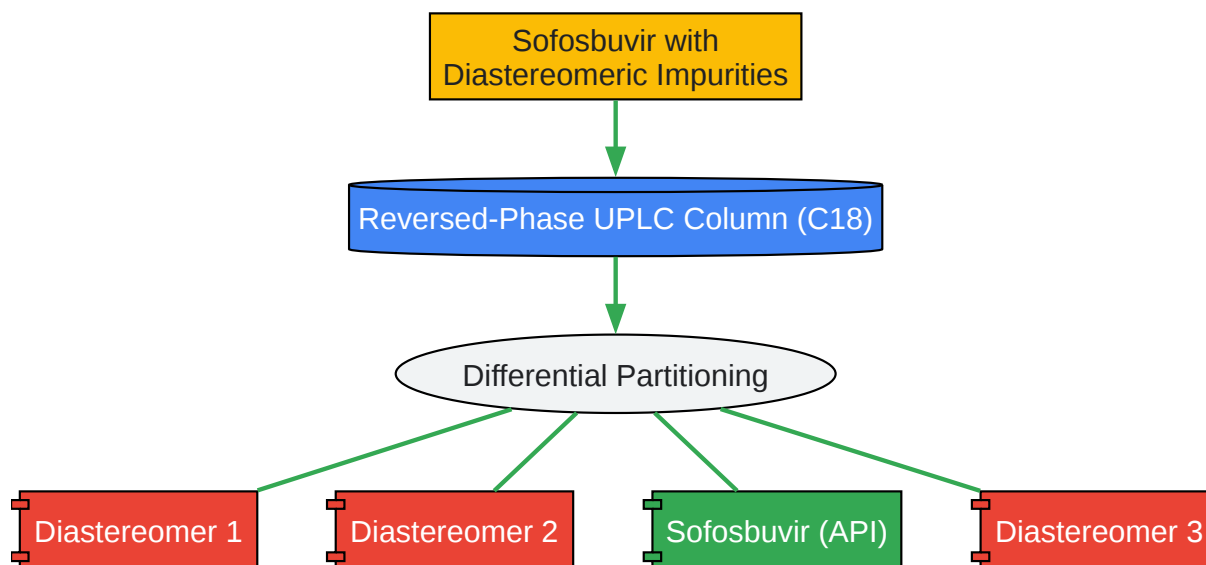 Sofosbuvir with
Diastereomeric Impurities
Reversed-Phase UPLC Column (C18)
Differential Partitioning
Diastereomer 1
Diastereomer 2
Sofosbuvir (API)
Diastereomer 3